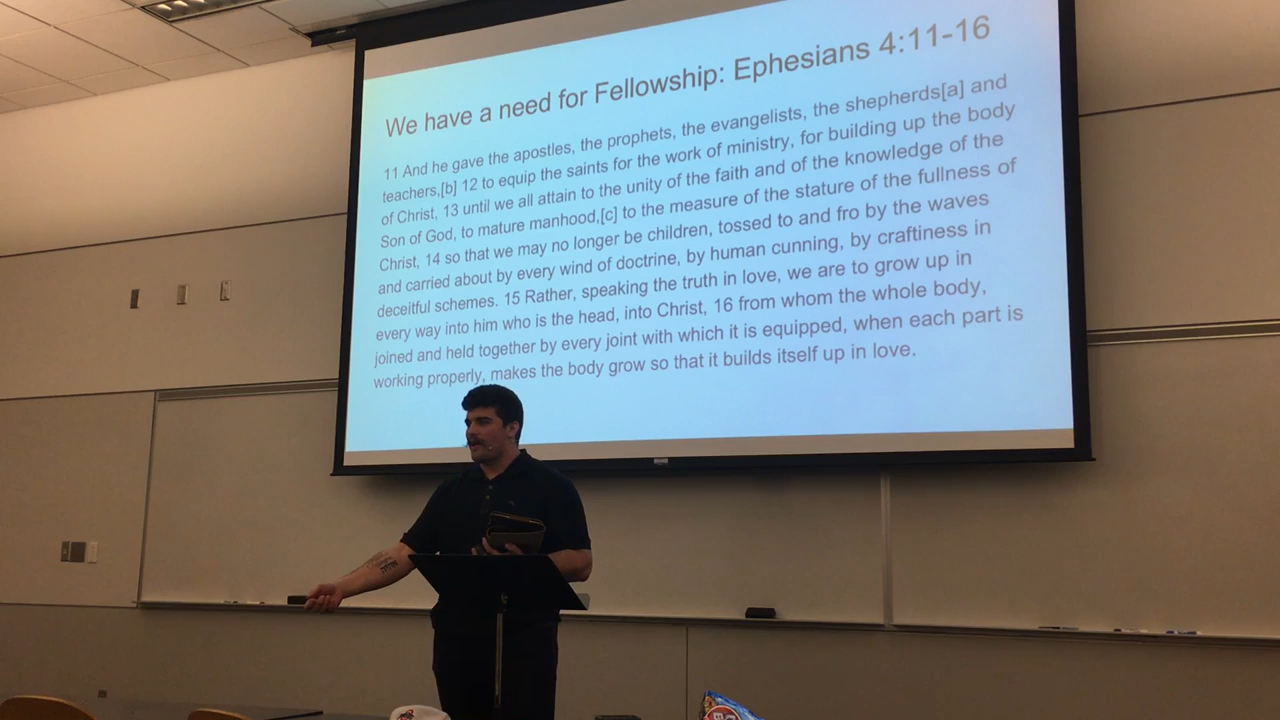 We have a need for Fellowship: Ephesians 4:11-16
11 And he gave the apostles, the prophets, the evangelists, the shepherds[a] and
teachers,[b] 12 to equip the saints for the work of ministry, for building up the body
of Christ, 13 until we all attain to the unity of the faith and of the knowledge of the
Son of God, to mature manhood,[c] to the measure of the stature of the fullness of
Christ, 14 so that we may no longer be children, tossed to and fro by the waves
and carried about by every wind of doctrine, by human cunning, by craftiness in
deceitful schemes. 15 Rather, speaking the truth in love, we are to grow up in
every way into him who is the head, into Christ, 16 from whom the whole body,
joined and held together by every joint with which it is equipped, when each part is
working properly, makes the body grow so that it builds itself up in love.